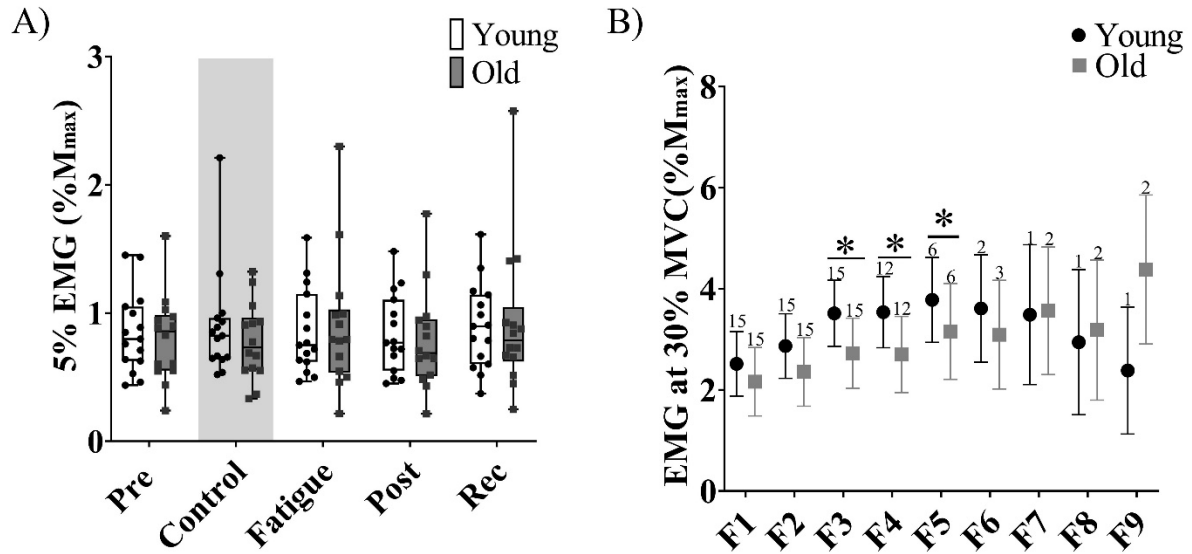 A)
Young
Old
5% EMG (%Mmax)
3
2
1
0
Pre
Control
Fatigue
Post
Rec
B)
Young
Old
EMG at 30% MVC(%Mmax)
8
6
4
2
0
15
15
15
15
15
*
15
12
*
12
6
*
6
2
3
1
2
1
2
1
2
F1
F2
F3
F4
F5
F6
F7
F8
F9